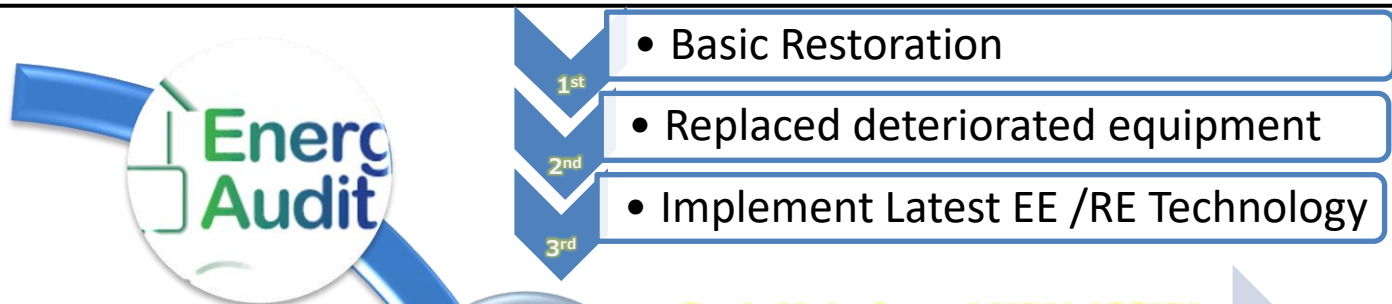 Energ
Audit
1st
• Basic Restoration
2nd
• Replaced deteriorated equipment
3rd
• Implement Latest EE /RE Technology